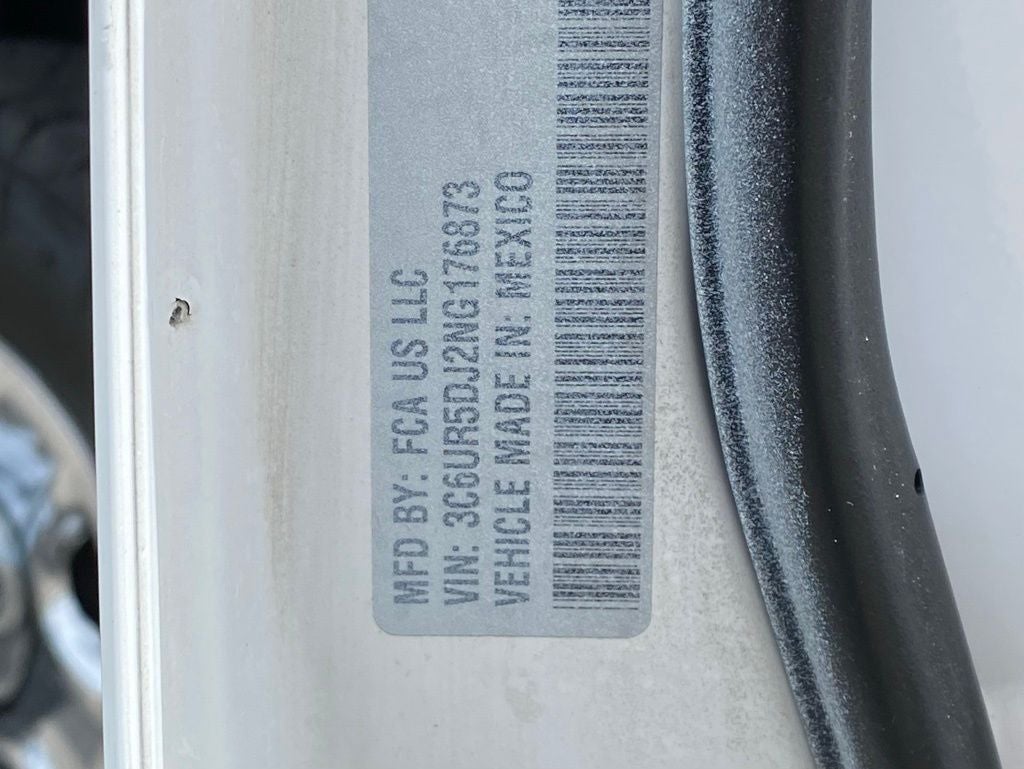 MFD BY: FCA US LLC
VIN: 3C6UR5DJ2NG176873
VEHICLE MADE IN: MEXICO